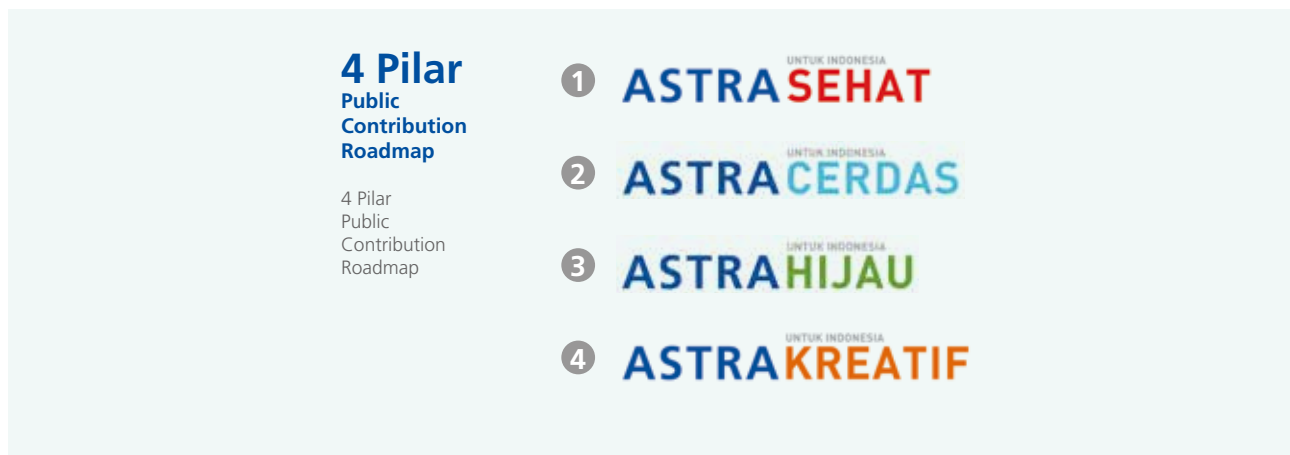 4 Pilar
Public
Contribution
Roadmap
4 Pilar
Public
Contribution
Roadmap
1
UNTUK INDONESIA
ASTRA SEHAT
2
UNTUK INDONESIA
ASTRA CERDAS
3
UNTUK INDONESIA
ASTRA HIJAU
4
UNTUK INDONESIA
ASTRA KREATIF